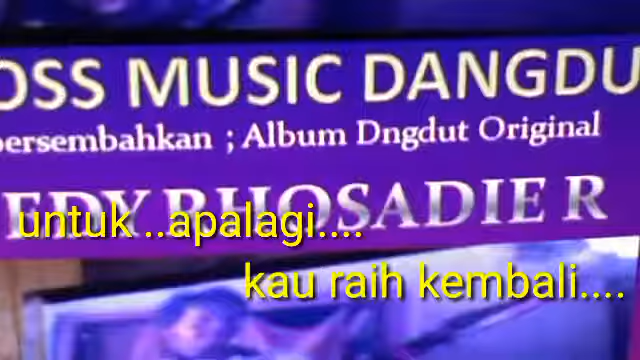 OSS MUSIC DANGDU
persembahkan ; Album Dngdut Original
EDY RHOSADIE R
untuk ..apalagi....
kau raih kembali....